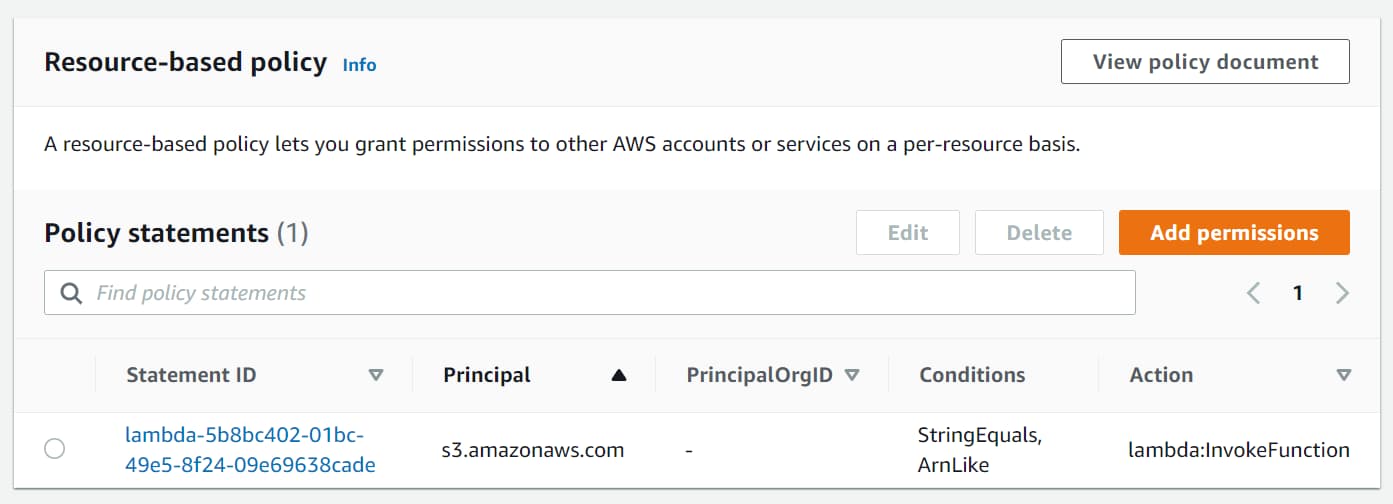 Resource-based policy Info View policy document
A resource-based policy lets you grant permissions to other AWS accounts or services on a per-resource basis.
Policy statements (1) Edit Delete Add permissions
Find policy statements 1
Statement ID Principal PrincipalOrgID Conditions Action
lambda-5b8bc402-01bc-
49e5-8f24-09e69638cade
s3.amazonaws.com
-
StringEquals,
ArnLike
lambda:InvokeFunction